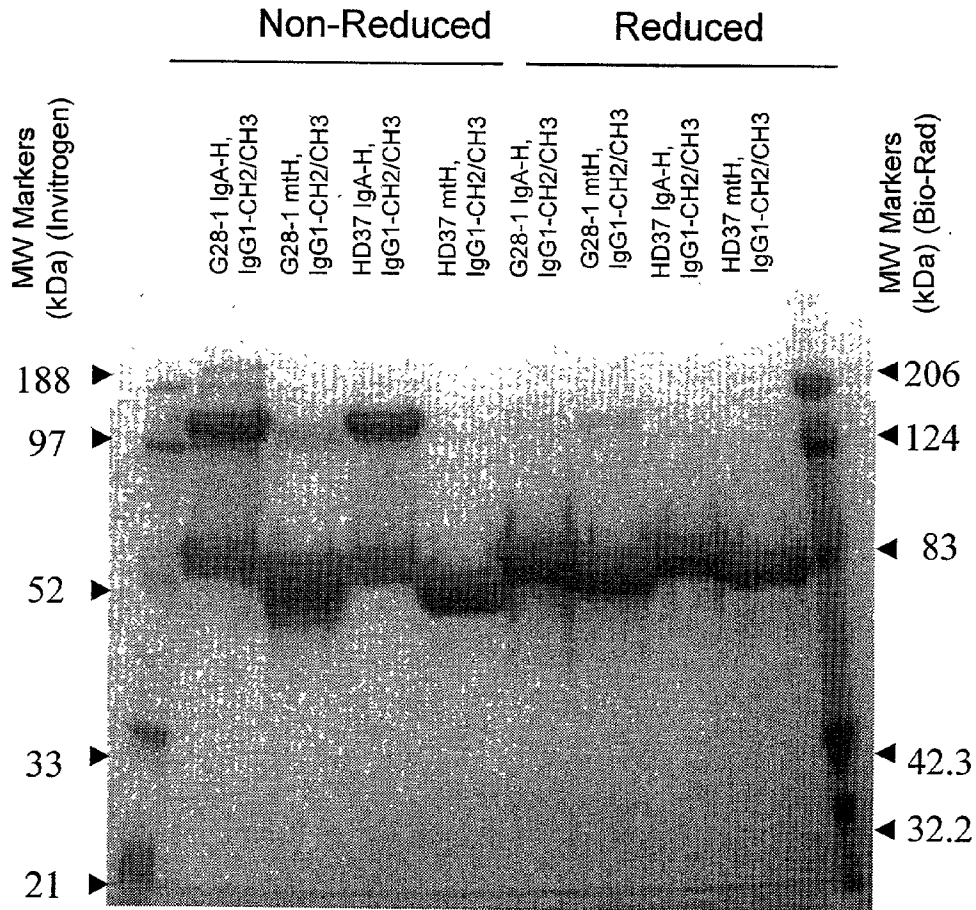 Non-Reduced
Reduced
MW Markers
(kDa) (Invitrogen)
G28-1 IgA-H,
IgG1-CH2/CH3
G28-1 mtH,
IgG1-CH2/CH3
HD37 IgA-H,
IgG1-CH2/CH3
HD37 mtH,
IgG1-CH2/CH3
G28-1 IgA-H,
IgG1-CH2/CH3
G28-1 mtH,
IgG1-CH2/CH3
HD37 IgA-H,
IgG1-CH2/CH3
HD37 mtH,
IgG1-CH2/CH3
MW Markers
(kDa) (Bio-Rad)
188
97
52
33
21
206
124
83
42.3
32.2